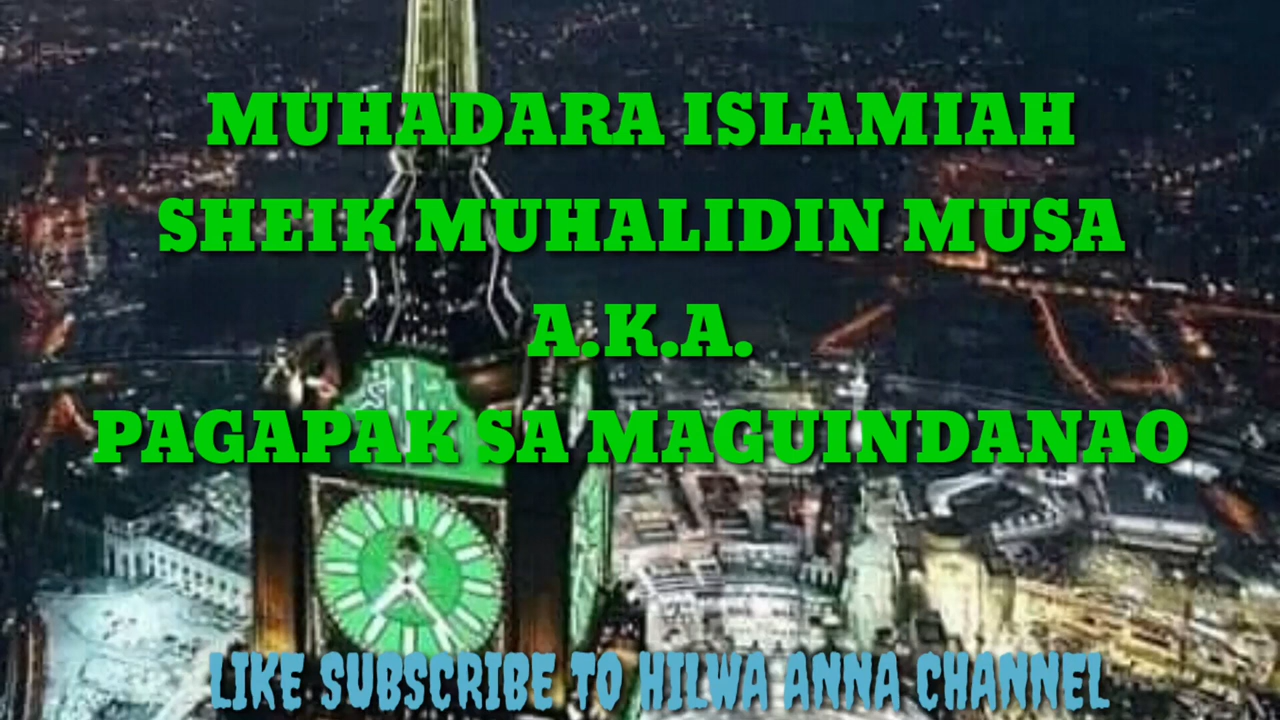 MUHADARA ISLAMIAH
SHEIK MUHALIDIN MUSA
A.K.A.
PAGAPAK SA MAGUINDANAO
LIKE SUBSCRIBE TO HILWA ANNA CHANNEL